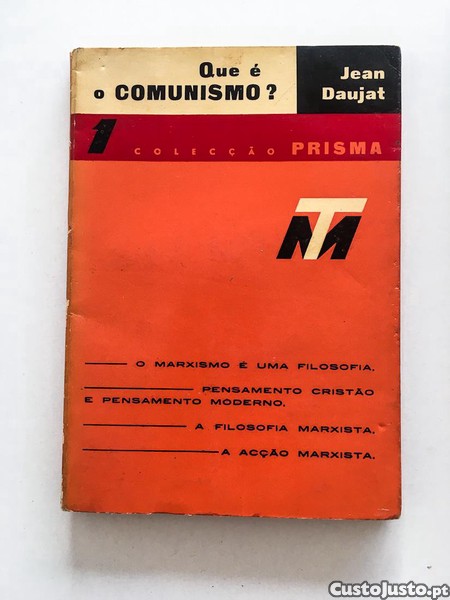 Que é
o COMUNISMO?
Jean
Daujat
1 COLECÇÃO PRISMA
TM
O MARXISMO É UMA FILOSOFIA.
PENSAMENTO CRISTÃO
E PENSAMENTO MODERNO.
A FILOSOFIA MARXISTA.
A ACÇÃO MARXISTA.
CustoJusto.pt